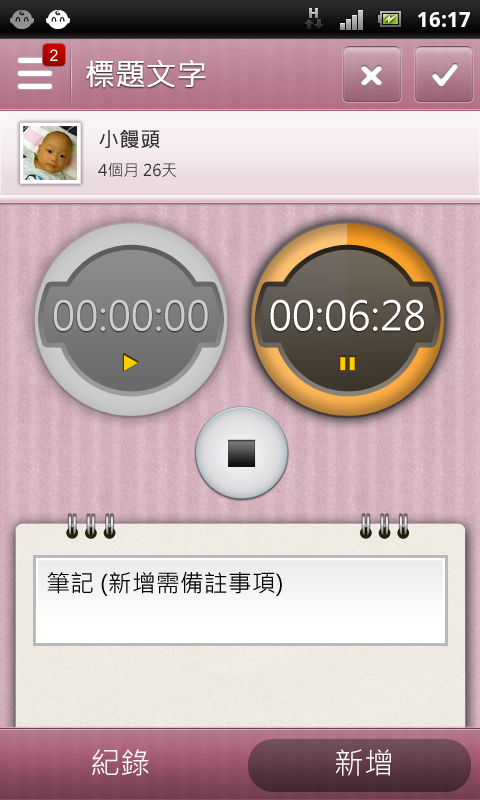 H
16:17
2
標題文字
小饅頭
4個月 26天
00:00:00
00:06:28
筆記 (新增需備註事項)
紀錄
新增